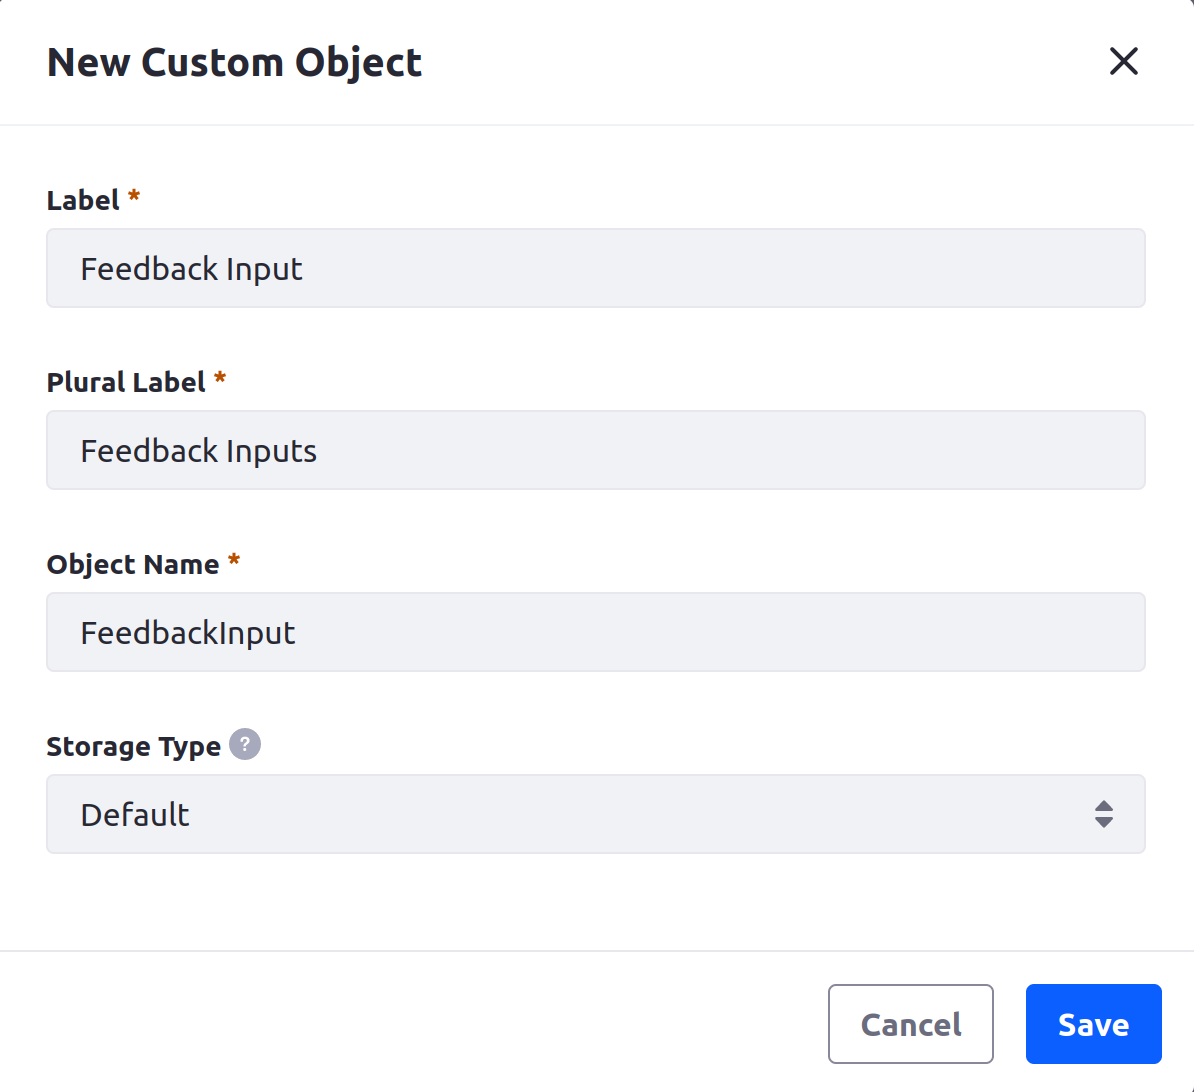 New Custom Object
Label *
Feedback Input
Plural Label *
Feedback Inputs
Object Name *
FeedbackInput
Storage Type ?
Default
Cancel
Save